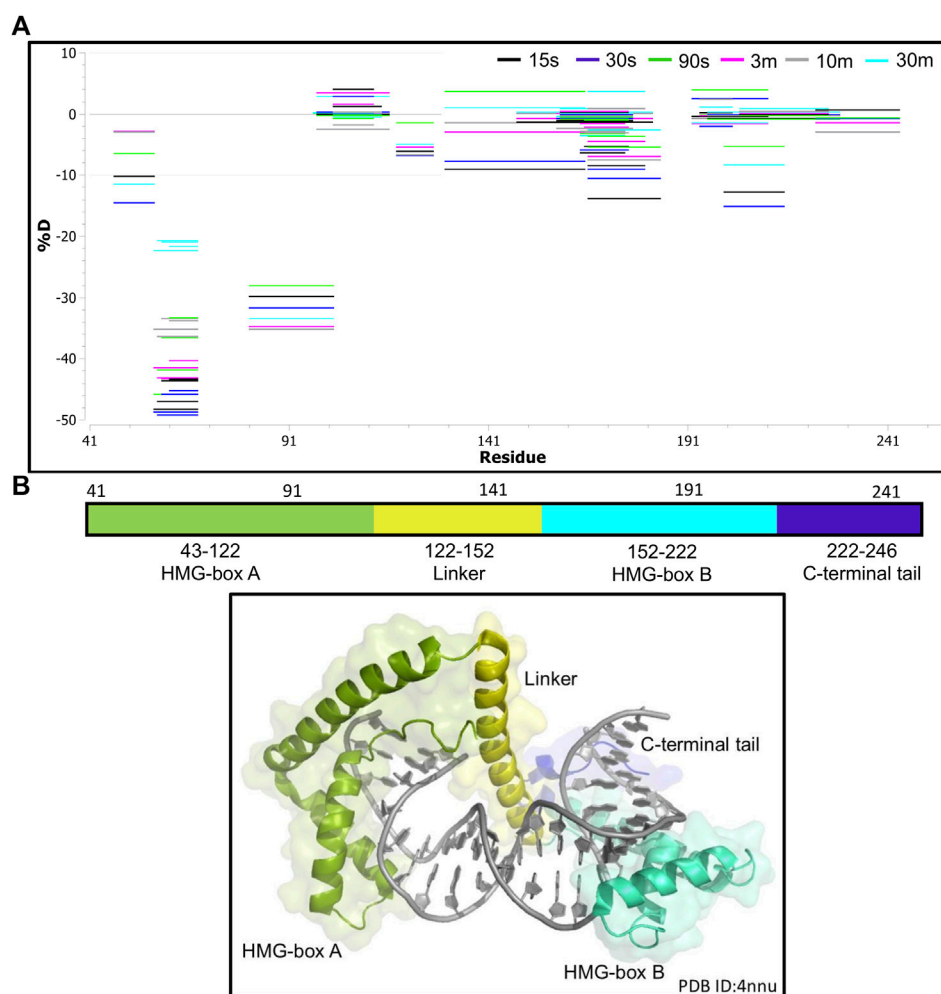 A
15s 30s 90s 3m 10m 30m
10
0
-10
-20
-30
-40
-50
%D
41 91 141 191 241
Residue
B
41 91 141 191 241
43-122 122-152 152-222 222-246
HMG-box A Linker HMG-box B C-terminal tail
Linker
C-terminal tail
HMG-box A
HMG-box B
PDB ID:4nnu